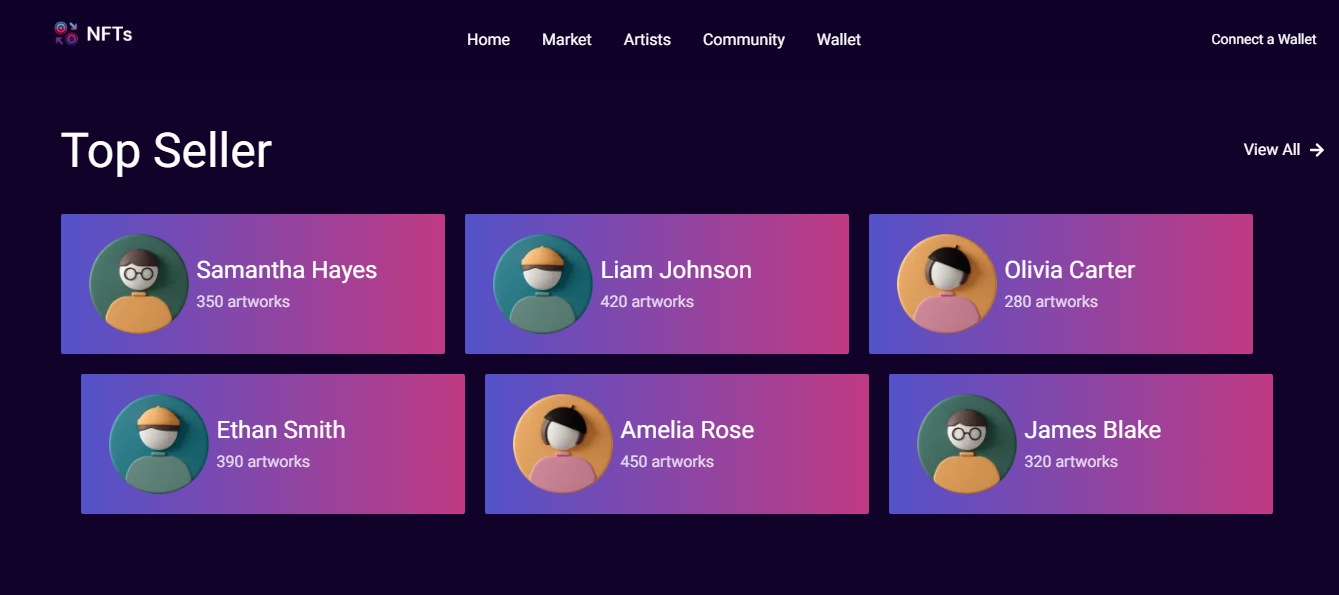 NFTs
Home Market Artists Community Wallet
Connect a Wallet
Top Seller
View All
Samantha Hayes
350 artworks
Liam Johnson
420 artworks
Olivia Carter
280 artworks
Ethan Smith
390 artworks
Amelia Rose
450 artworks
James Blake
320 artworks